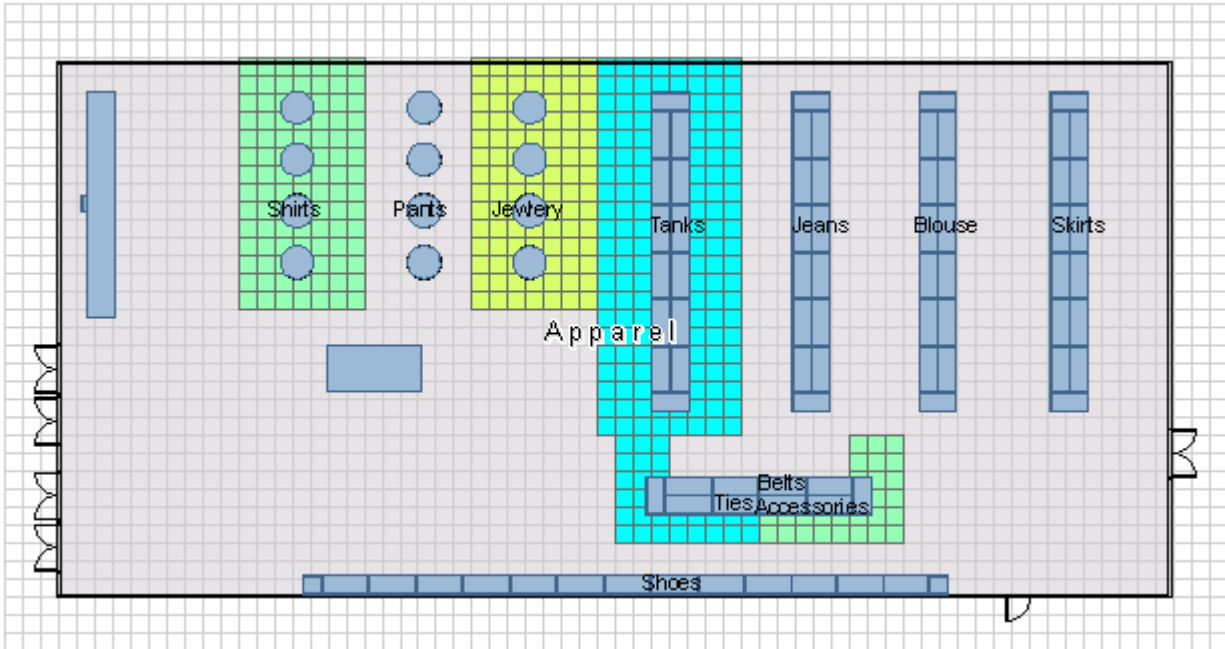 Shirts
Pants
Jewlery
Tanks
Jeans
Blouse
Skirts
Apparel
Belts
Ties
Accessories
Shoes